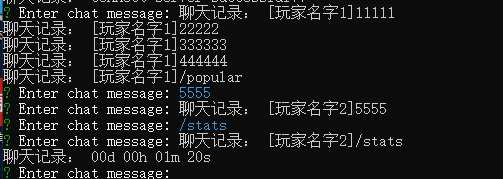 ? Enter chat message: 聊天记录： [玩家名字1]11111
聊天记录： [玩家名字1]22222
聊天记录： [玩家名字1]333333
聊天记录： [玩家名字1]444444
聊天记录： [玩家名字1]/popular
? Enter chat message: 5555
? Enter chat message: 聊天记录： [玩家名字2]5555
? Enter chat message: /stats
? Enter chat message: 聊天记录： [玩家名字2]/stats
聊天记录： 00d 00h 01m 20s
? Enter chat message: